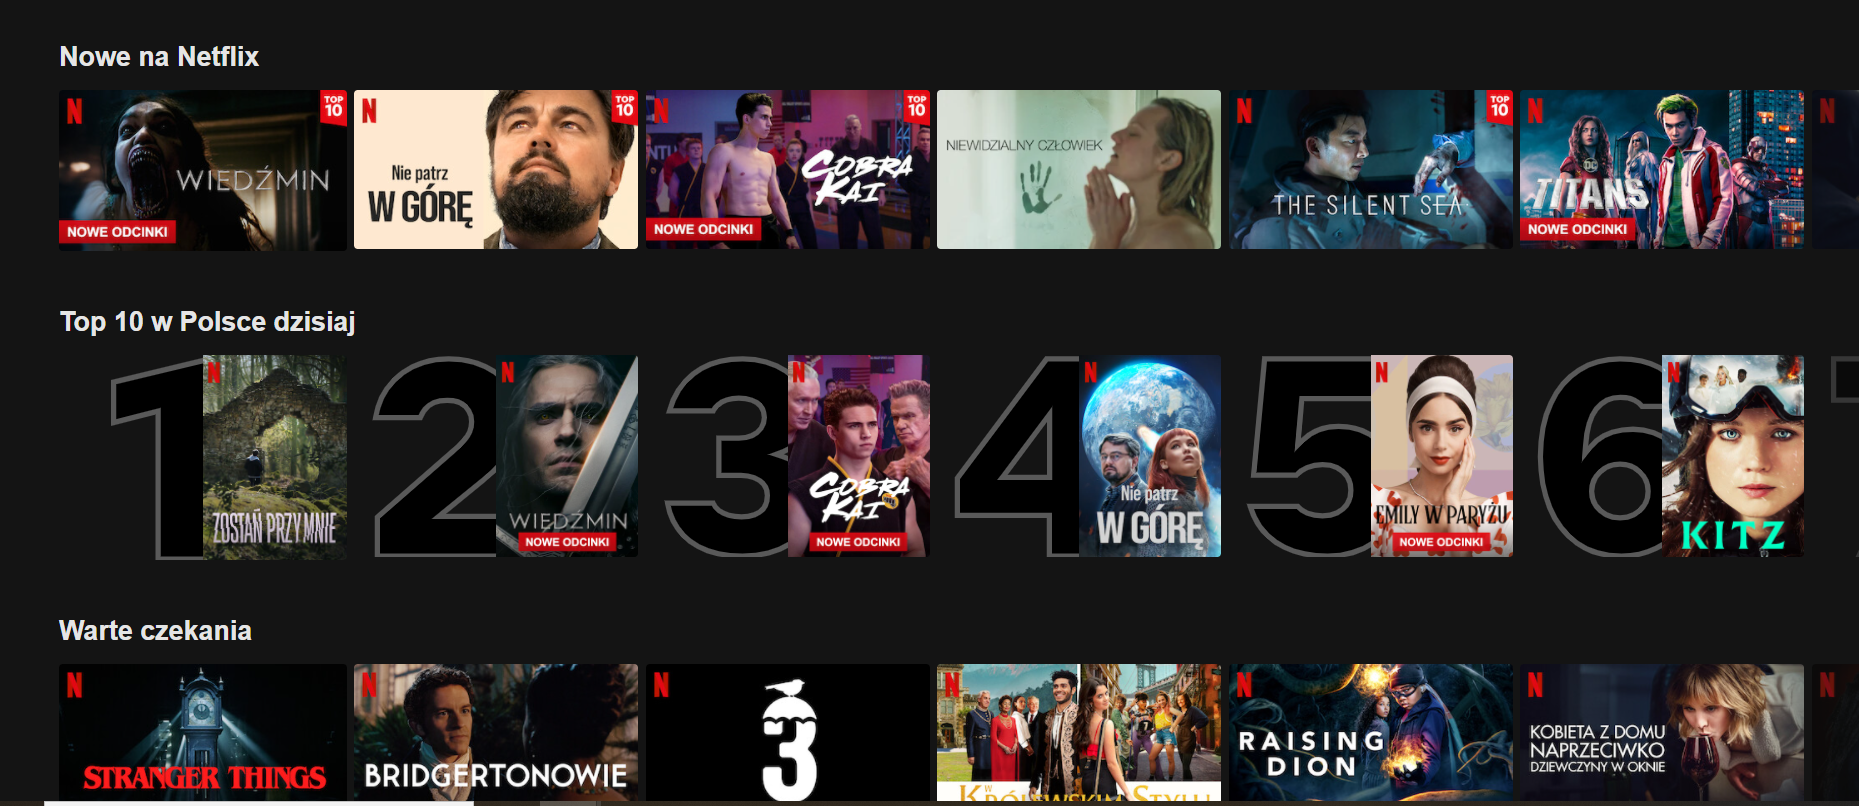 Nowe na Netflix
N
TOP
10
WIEDŹMIN
NOWE ODCINKI
N
TOP
10
Nie patrz
W GÓRĘ
N
TOP
10
COBRA
KAI
NOWE ODCINKI
NIEWIDZIALNY CZŁOWIEK
N
TOP
10
THE SILENT SEA
N
DC
TITANS
NOWE ODCINKI
N
Top 10 w Polsce dzisiaj
1
N
ZOSTAŃ PRZY MNIE
2
N
WIEDŹMIN
NOWE ODCINKI
3
N
COBRA
KAI
NOWE ODCINKI
4
N
Nie patrz
W GÓRĘ
5
N
EMILY W PARYŻU
NOWE ODCINKI
6
N
KITZ
Warte czekania
N
STRANGER THINGS
N
BRIDGERTONOWIE
N
3
N
W
KRÓLEWSKIM STYLU
N
RAISING
DION
N
KOBIETA Z DOMU
NAPRZECIWKO
DZIEWCZYNY W OKNIE
N